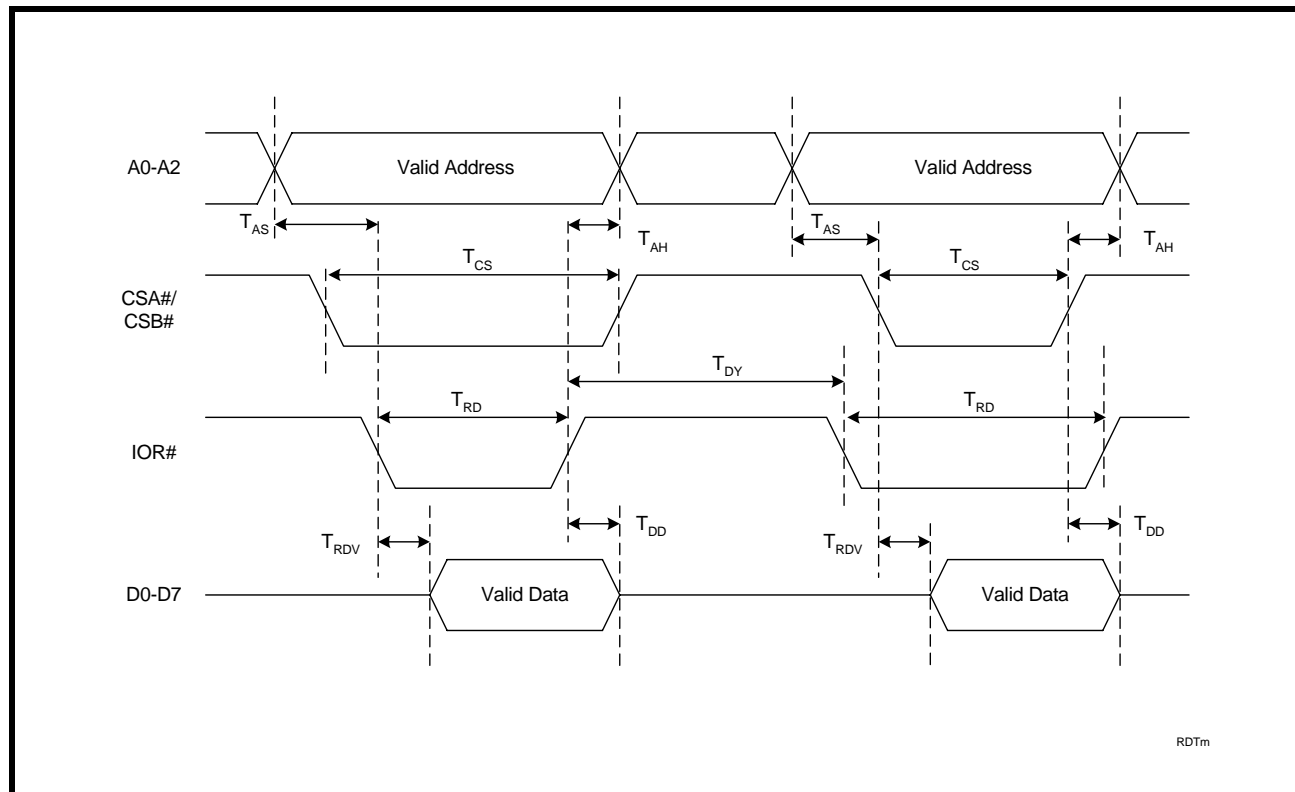 A0-A2
Valid Address
Valid Address
TAS
TAH
TAS
TAH
TCS
TCS
CSA#/
CSB#
TDY
TRD
TRD
IOR#
TRDV
TDD
TRDV
TDD
D0-D7
Valid Data
Valid Data
RDTm